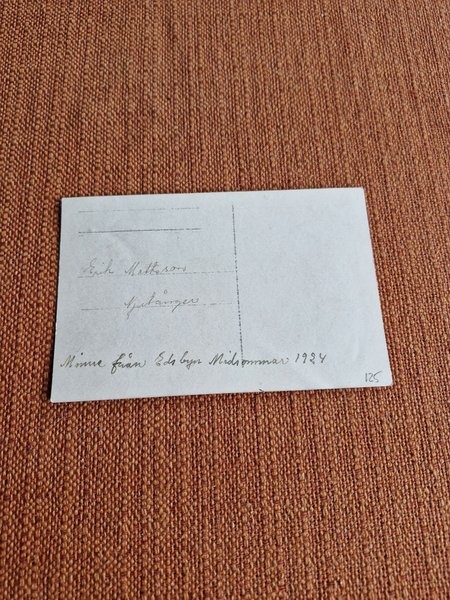 Erik Mattsson
Njutånger
Minne från Edsbyn Midsommar 1924
125